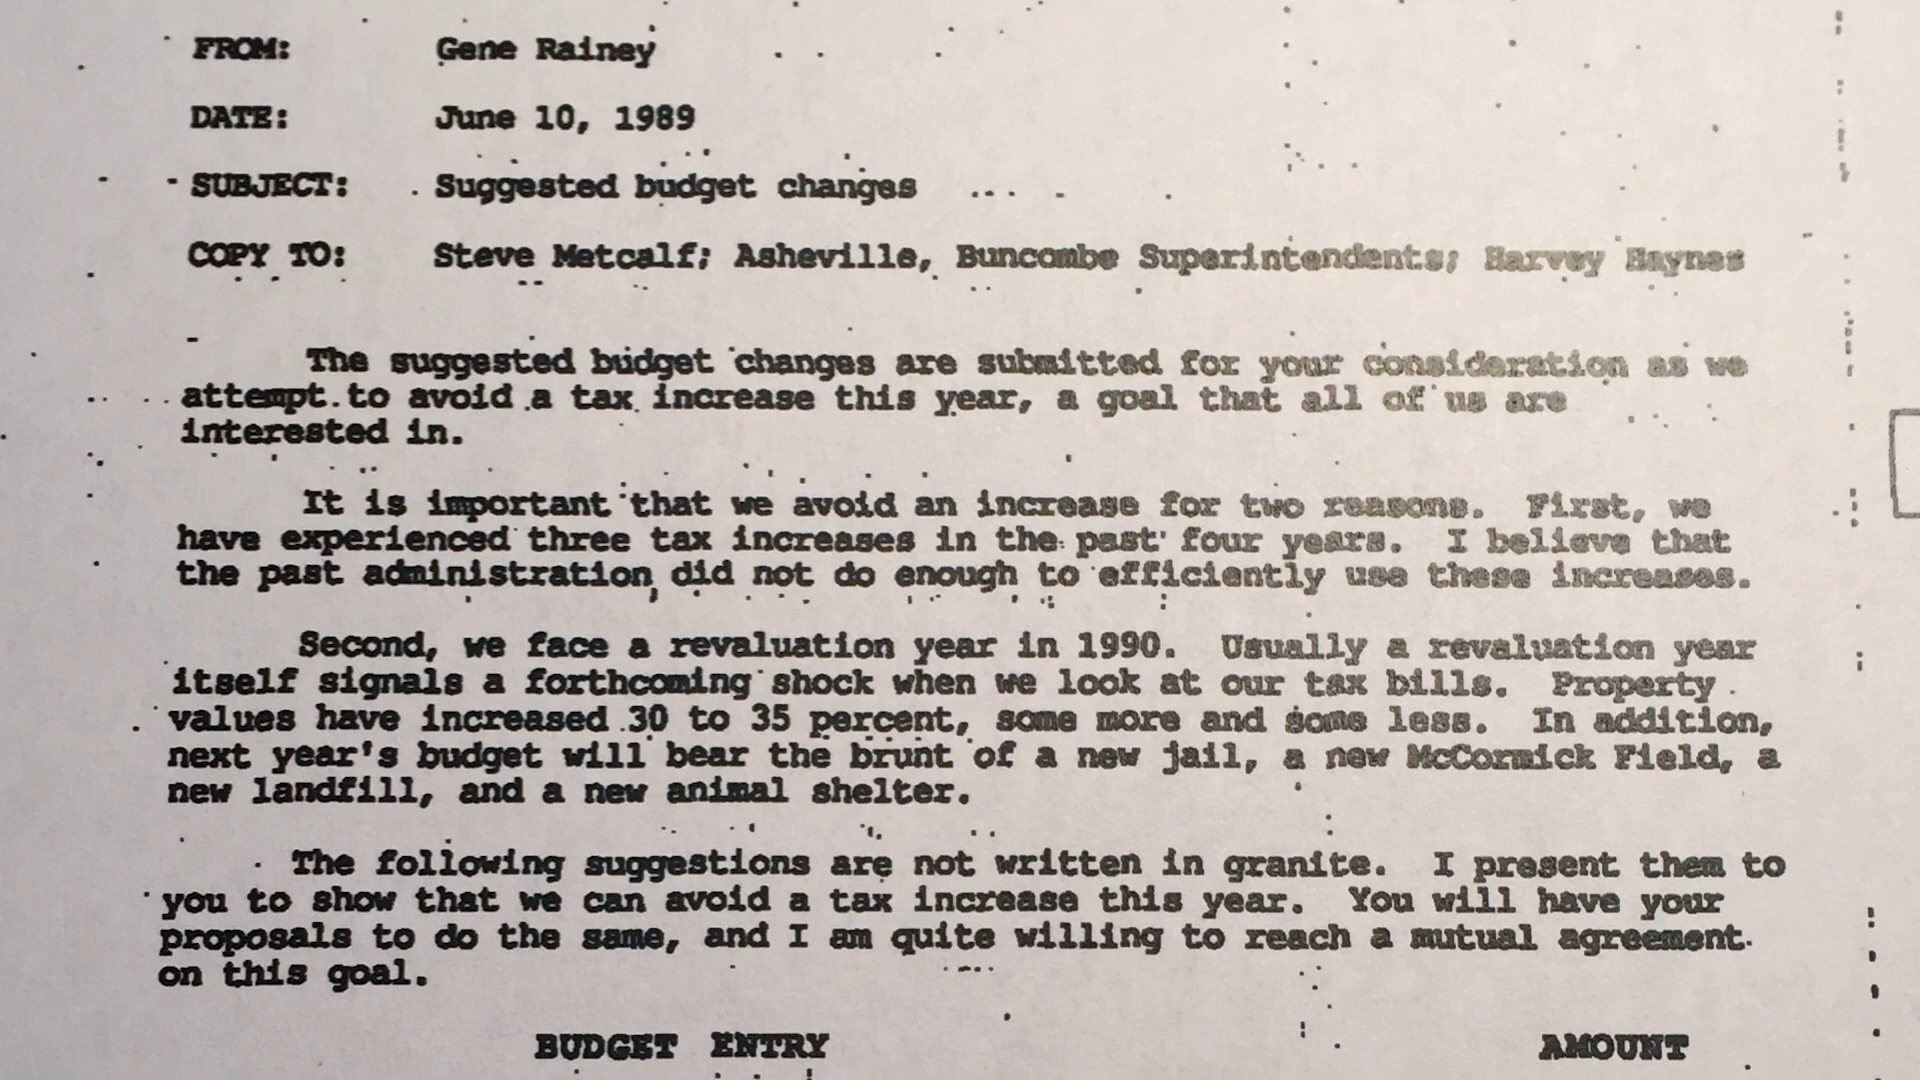 FROM: Gene Rainey
DATE: June 10, 1989
SUBJECT: Suggested budget changes
COPY TO: Steve Metcalf; Asheville, Buncombe Superintendents; Harvey Haynes
The suggested budget changes are submitted for your consideration as we
attempt to avoid a tax increase this year, a goal that all of us are
interested in.
It is important that we avoid an increase for two reasons. First, we
have experienced three tax increases in the past four years. I believe that
the past administration did not do enough to efficiently use these increases.
Second, we face a revaluation year in 1990. Usually a revaluation year
itself signals a forthcoming shock when we look at our tax bills. Property
values have increased 30 to 35 percent, some more and some less. In addition,
next year's budget will bear the brunt of a new jail, a new McCormick Field, a
new landfill, and a new animal shelter.
The following suggestions are not written in granite. I present them to
you to show that we can avoid a tax increase this year. You will have your
proposals to do the same, and I am quite willing to reach a mutual agreement
on this goal.
BUDGET ENTRY AMOUNT